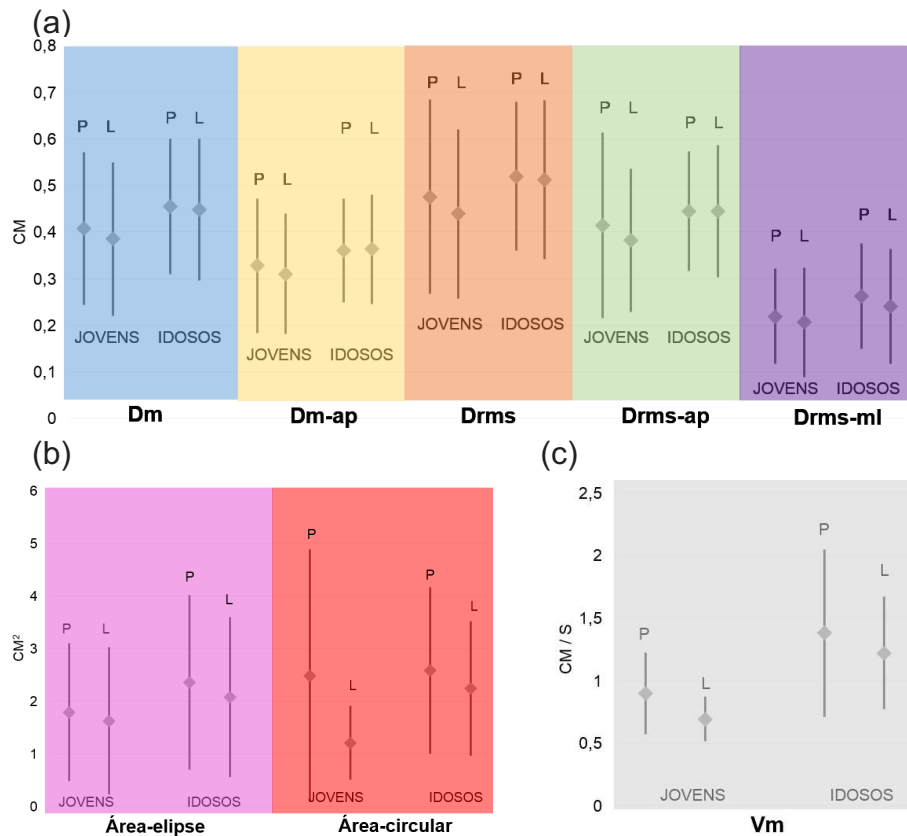 (a)
0,8
0,7
0,6
0,5
0,4
0,3
0,2
0,1
0
CM
P L P L
JOVENS IDOSOS
Dm
P L P L
JOVENS IDOSOS
Dm-ap
P L P L
JOVENS IDOSOS
Drms
P L P L
JOVENS IDOSOS
Drms-ap
P L P L
JOVENS IDOSOS
Drms-ml
(b)
6
5
4
3
2
1
0
CM²
P L P L
JOVENS IDOSOS
Área-elipse
P L P L
JOVENS IDOSOS
Área-circular
(c)
2,5
2
1,5
1
0,5
0
CM / S
P L P L
JOVENS IDOSOS
Vm